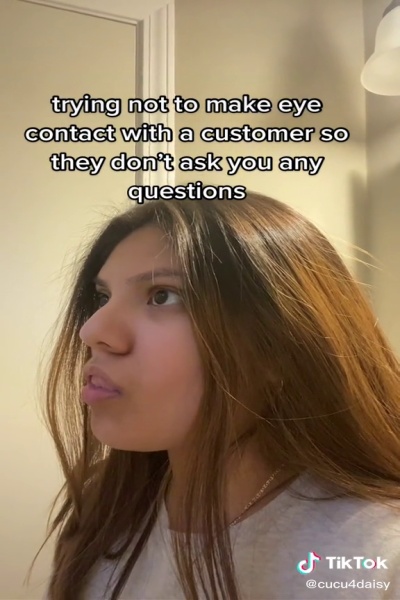 trying not to make eye
contact with a customer so
they don't ask you any
questions
TikTok
@cucu4daisy